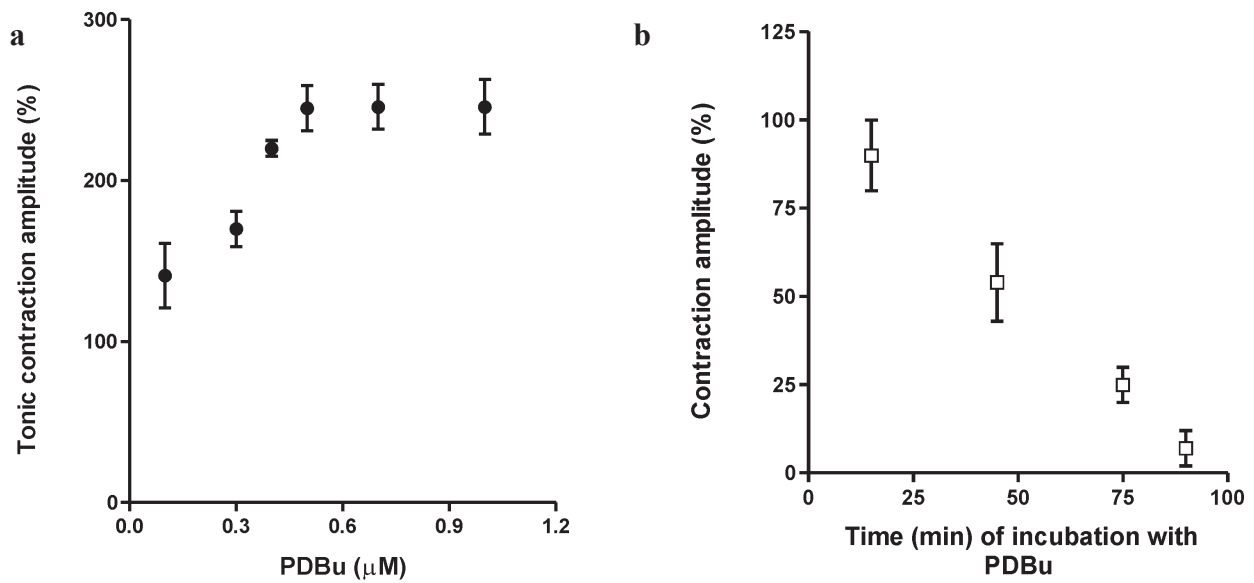 a
Tonic contraction amplitude (%)
300
200
100
0
0.0 0.3 0.6 0.9 1.2
PDBu (μM)
b
Contraction amplitude (%)
125
100
75
50
25
0
0 25 50 75 100
Time (min) of incubation with
PDBu